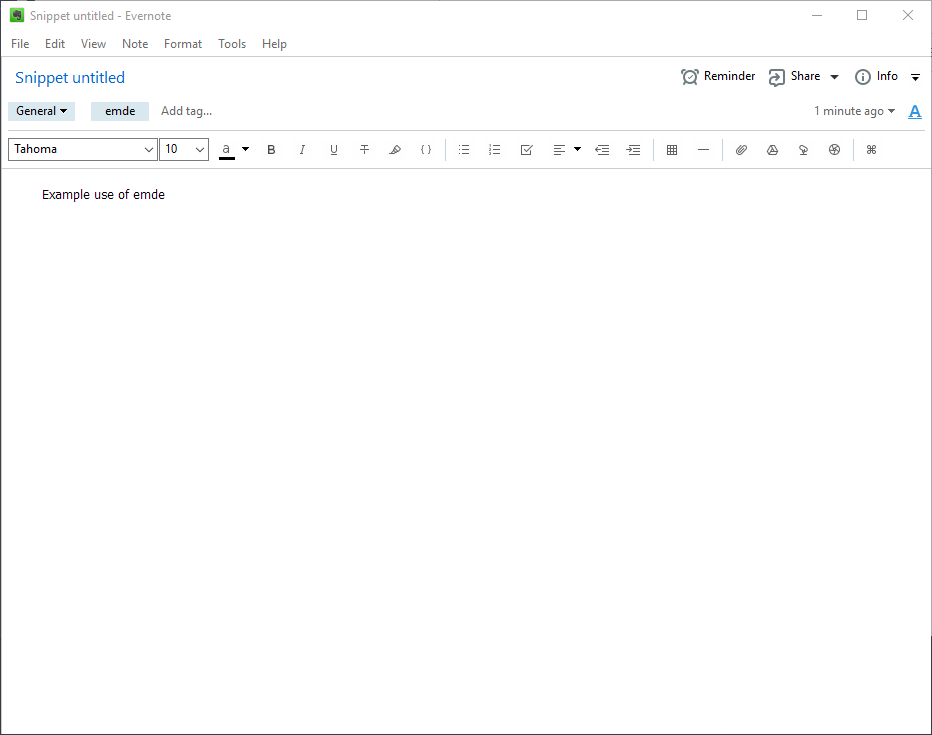 Snippet untitled - Evernote
File Edit View Note Format Tools Help
Snippet untitled Reminder Share Info
General emde Add tag... 1 minute ago A
Tahoma 10 a B I U T { }
Example use of emde